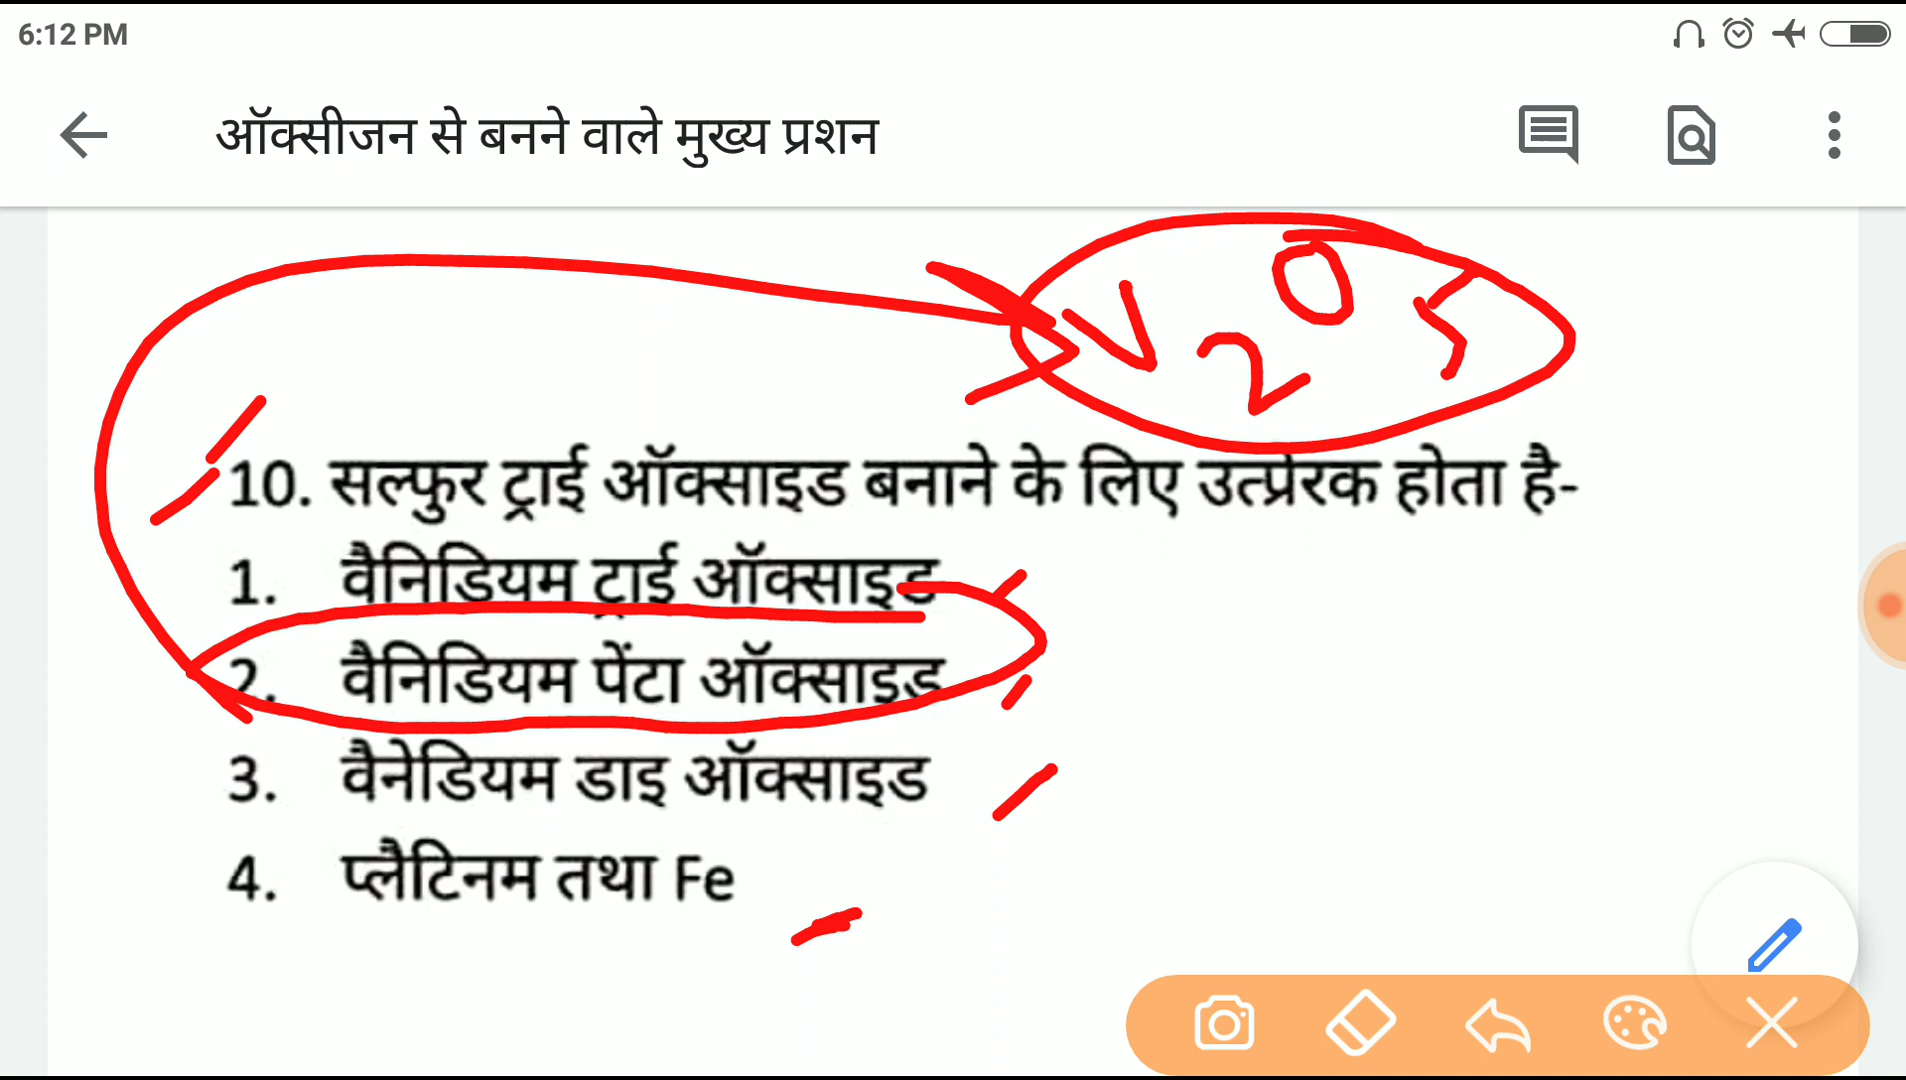 6:12 PM
ऑक्सीजन से बनने वाले मुख्य प्रशन
V2O5
10. सल्फुर ट्राई ऑक्साइड बनाने के लिए उत्प्रेरक होता है-
1. वैनिडियम ट्राई ऑक्साइड
2. वैनिडियम पेंटा ऑक्साइड
3. वैनेडियम डाइ ऑक्साइड
4. प्लैटिनम तथा Fe